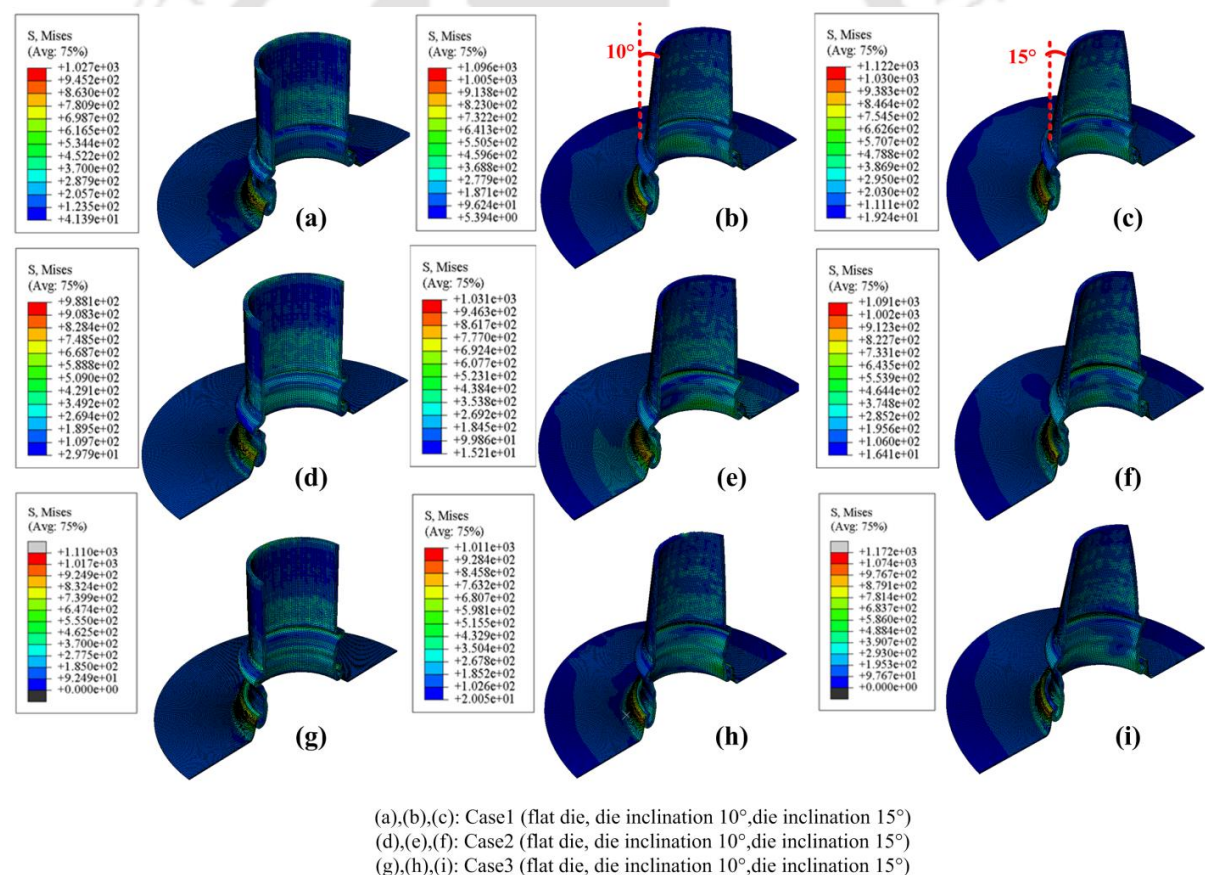 S, Mises
(Avg: 75%)
+1.027e+03
+9.452e+02
+8.630e+02
+7.809e+02
+6.987e+02
+6.165e+02
+5.344e+02
+4.522e+02
+3.700e+02
+2.879e+02
+2.057e+02
+1.235e+02
+4.139e+01
(a)
S, Mises
(Avg: 75%)
+1.096e+03
+1.005e+03
+9.138e+02
+8.230e+02
+7.322e+02
+6.413e+02
+5.505e+02
+4.596e+02
+3.688e+02
+2.779e+02
+1.871e+02
+9.624e+01
+5.394e+00
10°
(b)
S, Mises
(Avg: 75%)
+1.122e+03
+1.030e+03
+9.383e+02
+8.464e+02
+7.545e+02
+6.626e+02
+5.707e+02
+4.788e+02
+3.869e+02
+2.950e+02
+2.030e+02
+1.111e+02
+1.924e+01
15°
(c)
S, Mises
(Avg: 75%)
+9.881e+02
+9.083e+02
+8.284e+02
+7.485e+02
+6.687e+02
+5.888e+02
+5.090e+02
+4.291e+02
+3.492e+02
+2.694e+02
+1.895e+02
+1.097e+02
+2.979e+01
(d)
S, Mises
(Avg: 75%)
+1.031e+03
+9.463e+02
+8.617e+02
+7.770e+02
+6.924e+02
+6.077e+02
+5.231e+02
+4.384e+02
+3.538e+02
+2.692e+02
+1.845e+02
+9.986e+01
+1.521e+01
(e)
S, Mises
(Avg: 75%)
+1.091e+03
+1.002e+03
+9.123e+02
+8.227e+02
+7.331e+02
+6.435e+02
+5.539e+02
+4.644e+02
+3.748e+02
+2.852e+02
+1.956e+02
+1.060e+02
+1.641e+01
(f)
S, Mises
(Avg: 75%)
+1.110e+03
+1.017e+03
+9.249e+02
+8.324e+02
+7.399e+02
+6.474e+02
+5.550e+02
+4.625e+02
+3.700e+02
+2.775e+02
+1.850e+02
+9.249e+01
+0.000e+00
(g)
S, Mises
(Avg: 75%)
+1.011e+03
+9.284e+02
+8.458e+02
+7.632e+02
+6.807e+02
+5.981e+02
+5.155e+02
+4.329e+02
+3.504e+02
+2.678e+02
+1.852e+02
+1.026e+02
+2.005e+01
(h)
S, Mises
(Avg: 75%)
+1.172e+03
+1.074e+03
+9.767e+02
+8.791e+02
+7.814e+02
+6.837e+02
+5.860e+02
+4.884e+02
+3.907e+02
+2.930e+02
+1.953e+02
+9.767e+01
+0.000e+00
(i)
(a),(b),(c): Case1 (flat die, die inclination 10°,die inclination 15°)
(d),(e),(f): Case2 (flat die, die inclination 10°,die inclination 15°)
(g),(h),(i): Case3 (flat die, die inclination 10°,die inclination 15°)